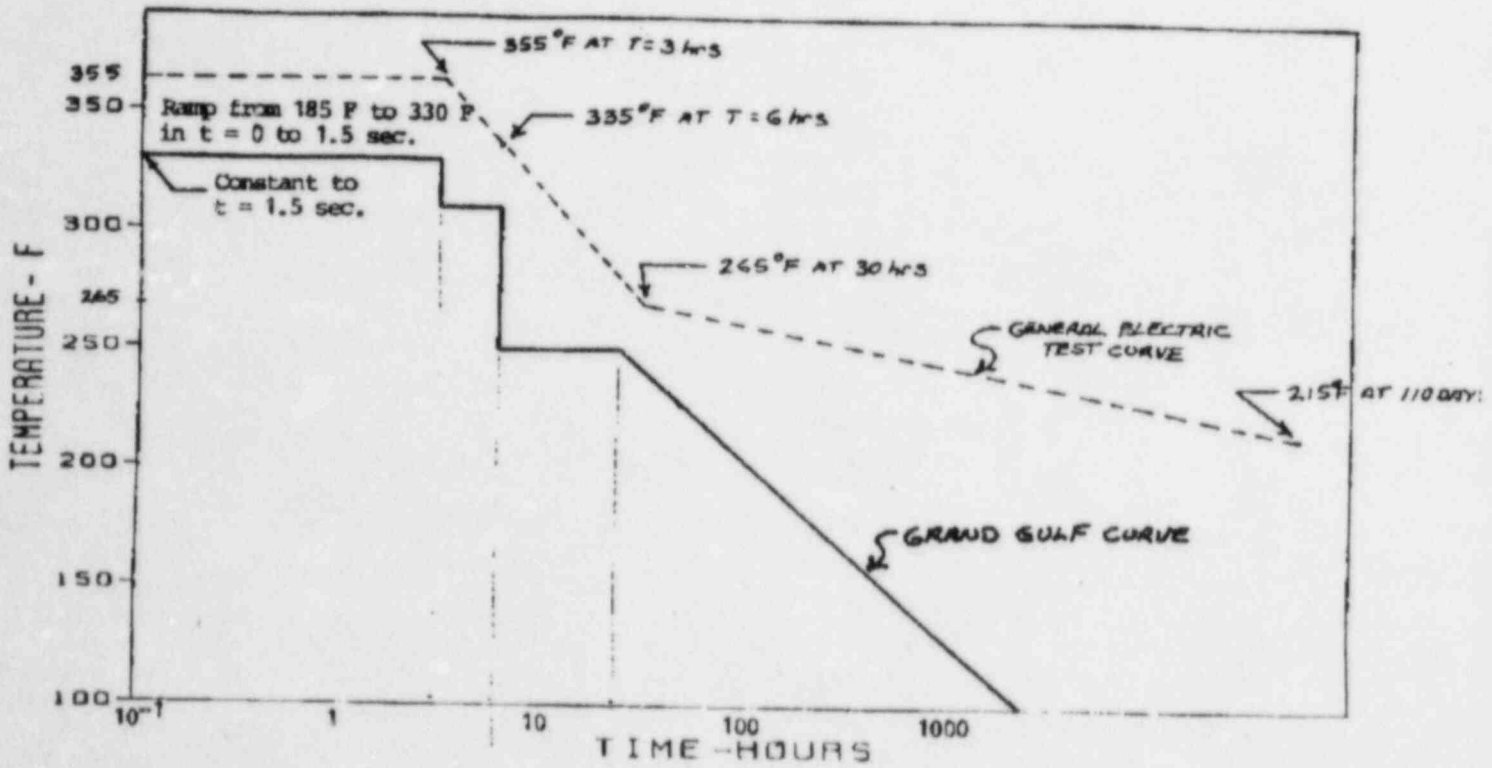 355°F AT T=3 hrs
355
350
Ramp from 185 F to 330 F
in t = 0 to 1.5 sec.
335°F AT T=6 hrs
Constant to
t = 1.5 sec.
300
265°F AT 30 hrs
265
250
GENERAL ELECTRIC
TEST CURVE
215°F AT 110 DAY
200
GRAND GULF CURVE
150
100
TEMPERATURE - F
10-1
1
10
100
1000
TIME - HOURS